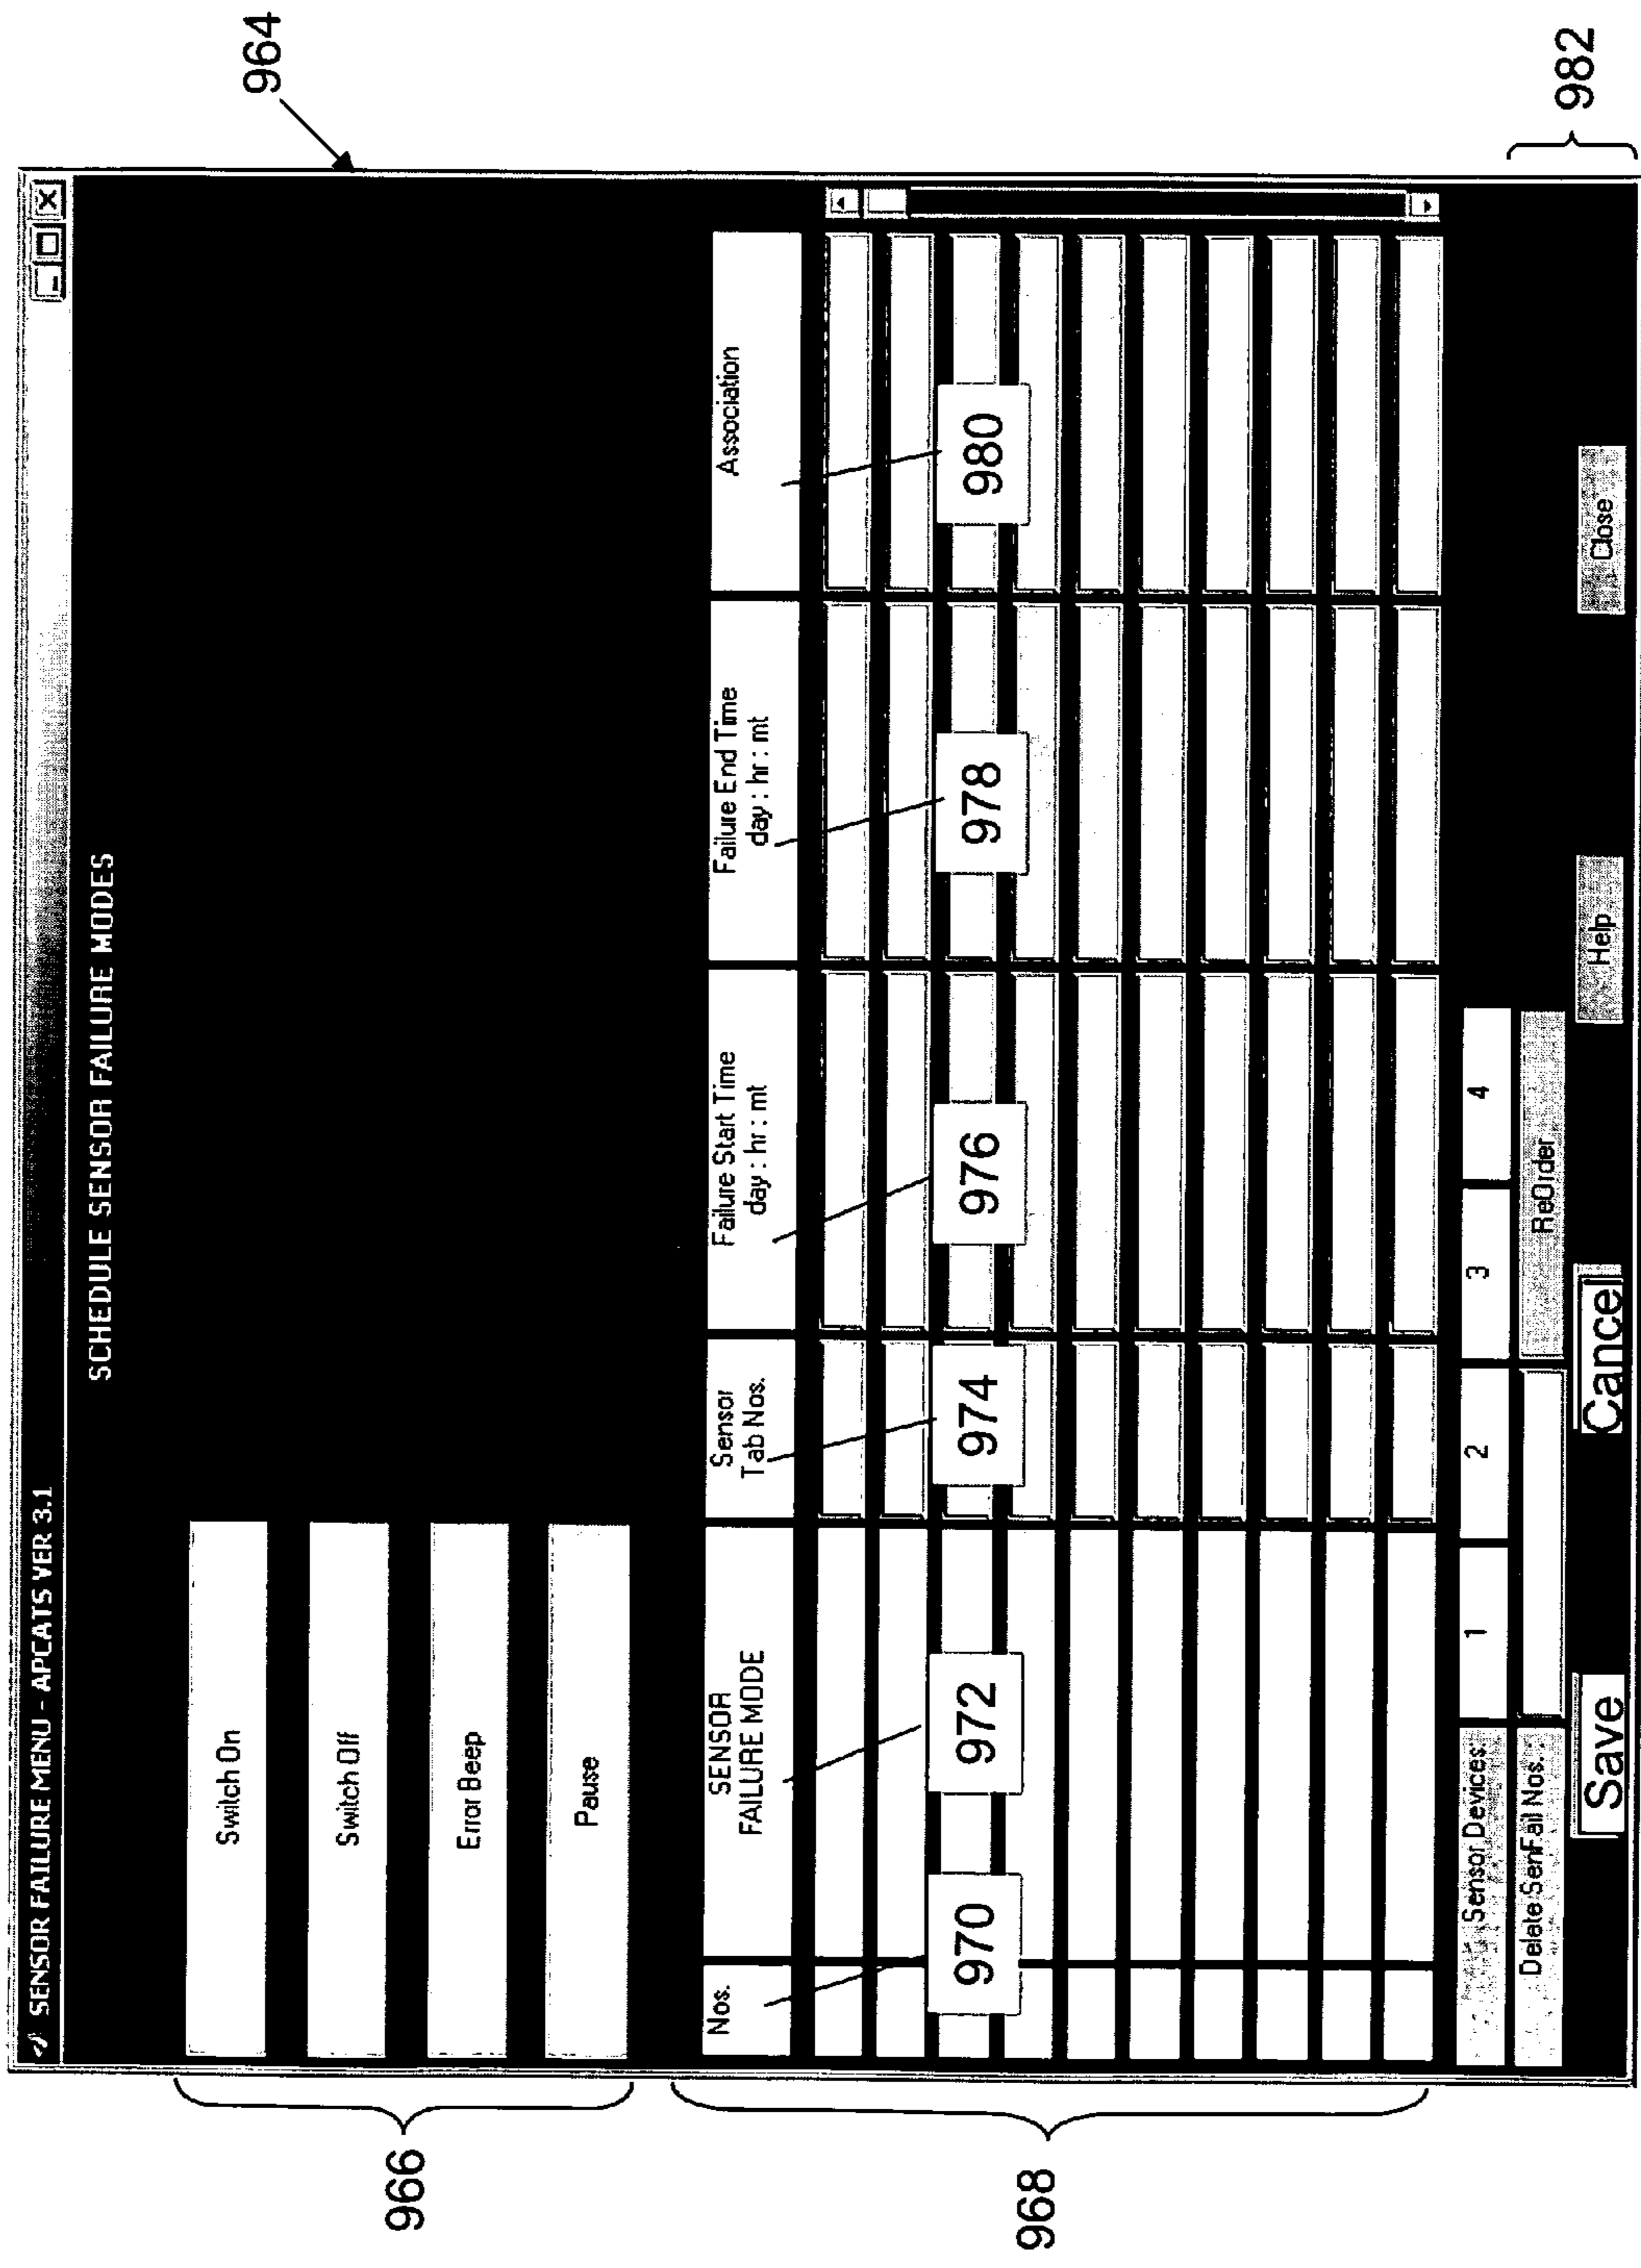 964
SENSOR FAILURE MENU - APCATS VER 3.1
SCHEDULE SENSOR FAILURE MODES
966
Switch On
Switch Off
Error Beep
Pause
968
Nos.
SENSOR
FAILURE MODE
Sensor
Tab Nos.
Failure Start Time
day : hr : mt
Failure End Time
day : hr : mt
Association
970
972
974
976
978
980
Sensor Devices:
1
2
3
4
Delete SenFail Nos. :
ReOrder
Save
Cancel
Help
Close
982